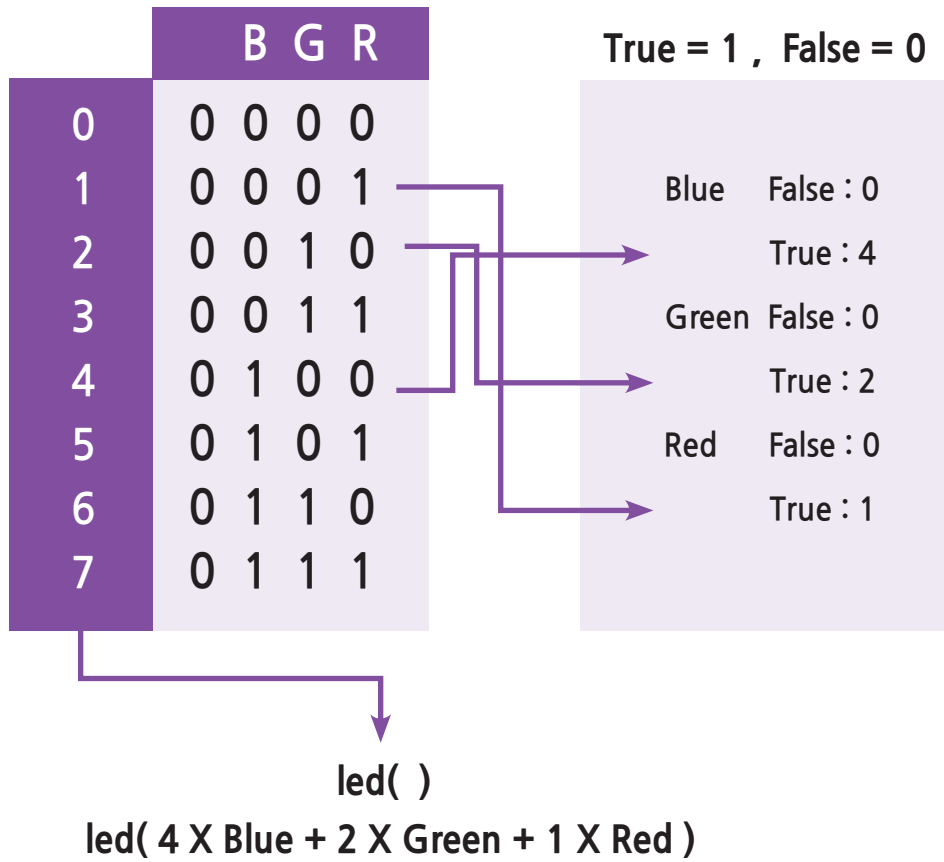 B G R
0 0 0 0 0
1 0 0 0 1
2 0 0 1 0
3 0 0 1 1
4 0 1 0 0
5 0 1 0 1
6 0 1 1 0
7 0 1 1 1
True = 1 , False = 0
Blue False : 0
True : 4
Green False : 0
True : 2
Red False : 0
True : 1
led( )
led( 4 X Blue + 2 X Green + 1 X Red )